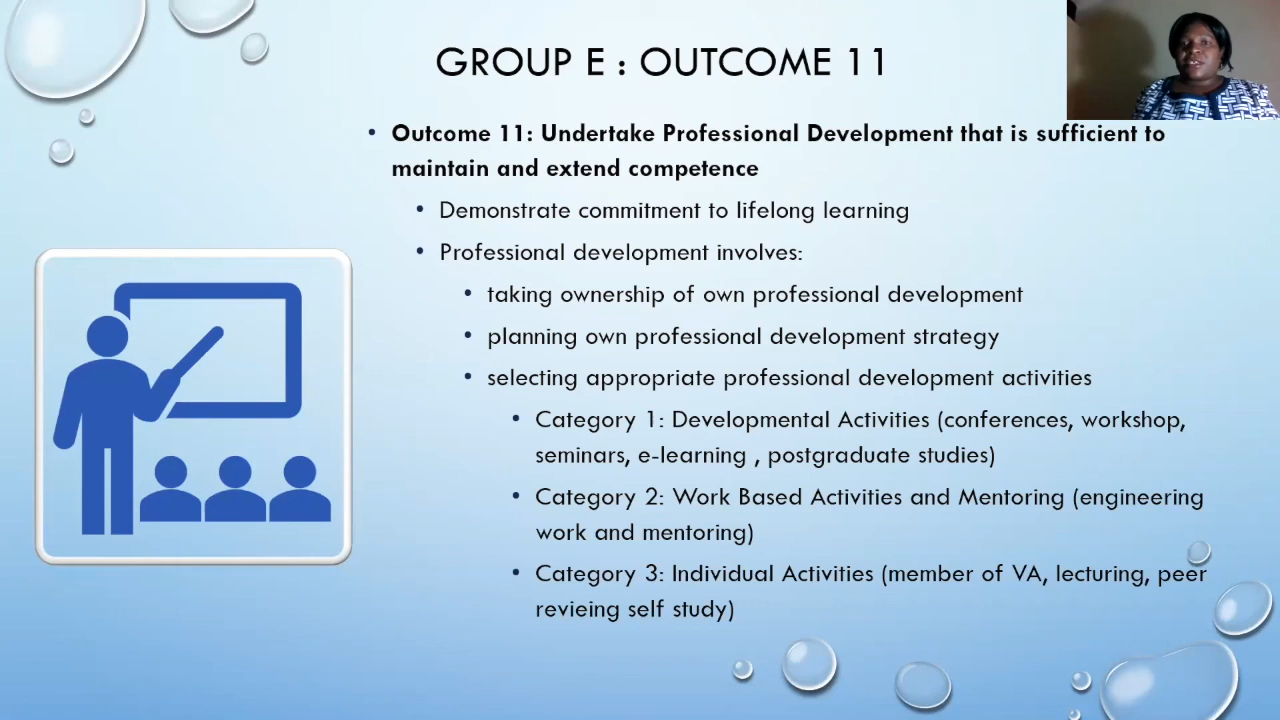 GROUP E : OUTCOME 11
• Outcome 11: Undertake Professional Development that is sufficient to
maintain and extend competence
• Demonstrate commitment to lifelong learning
• Professional development involves:
• taking ownership of own professional development
• planning own professional development strategy
• selecting appropriate professional development activities
• Category 1: Developmental Activities (conferences, workshop,
seminars, e-learning , postgraduate studies)
• Category 2: Work Based Activities and Mentoring (engineering
work and mentoring)
• Category 3: Individual Activities (member of VA, lecturing, peer
revieing self study)